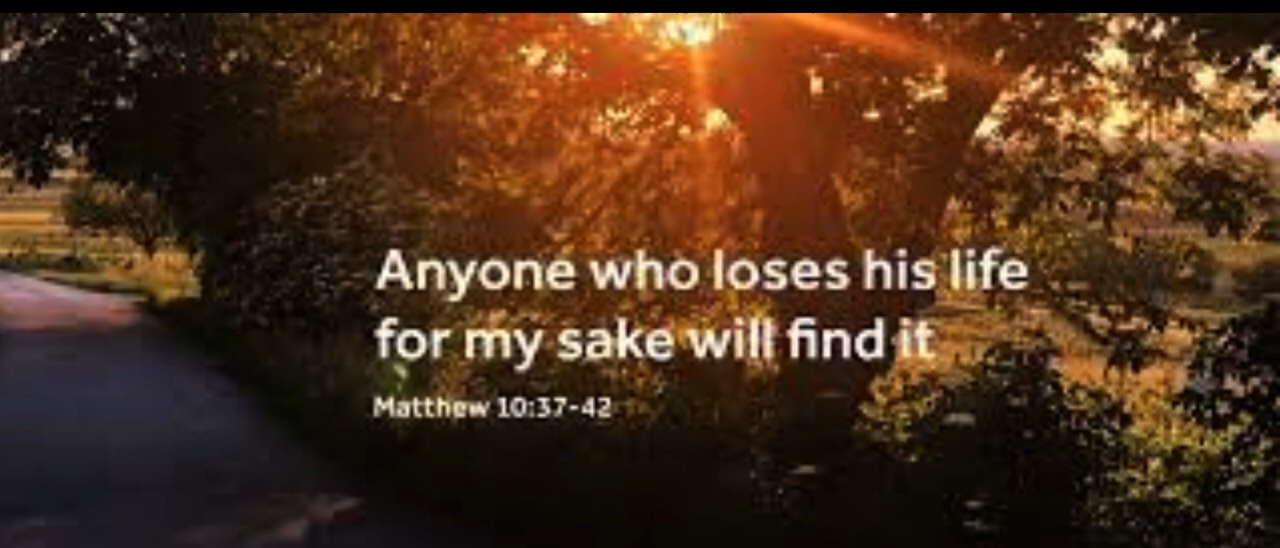 Anyone who loses his life
for my sake will find it
Matthew 10:37-42